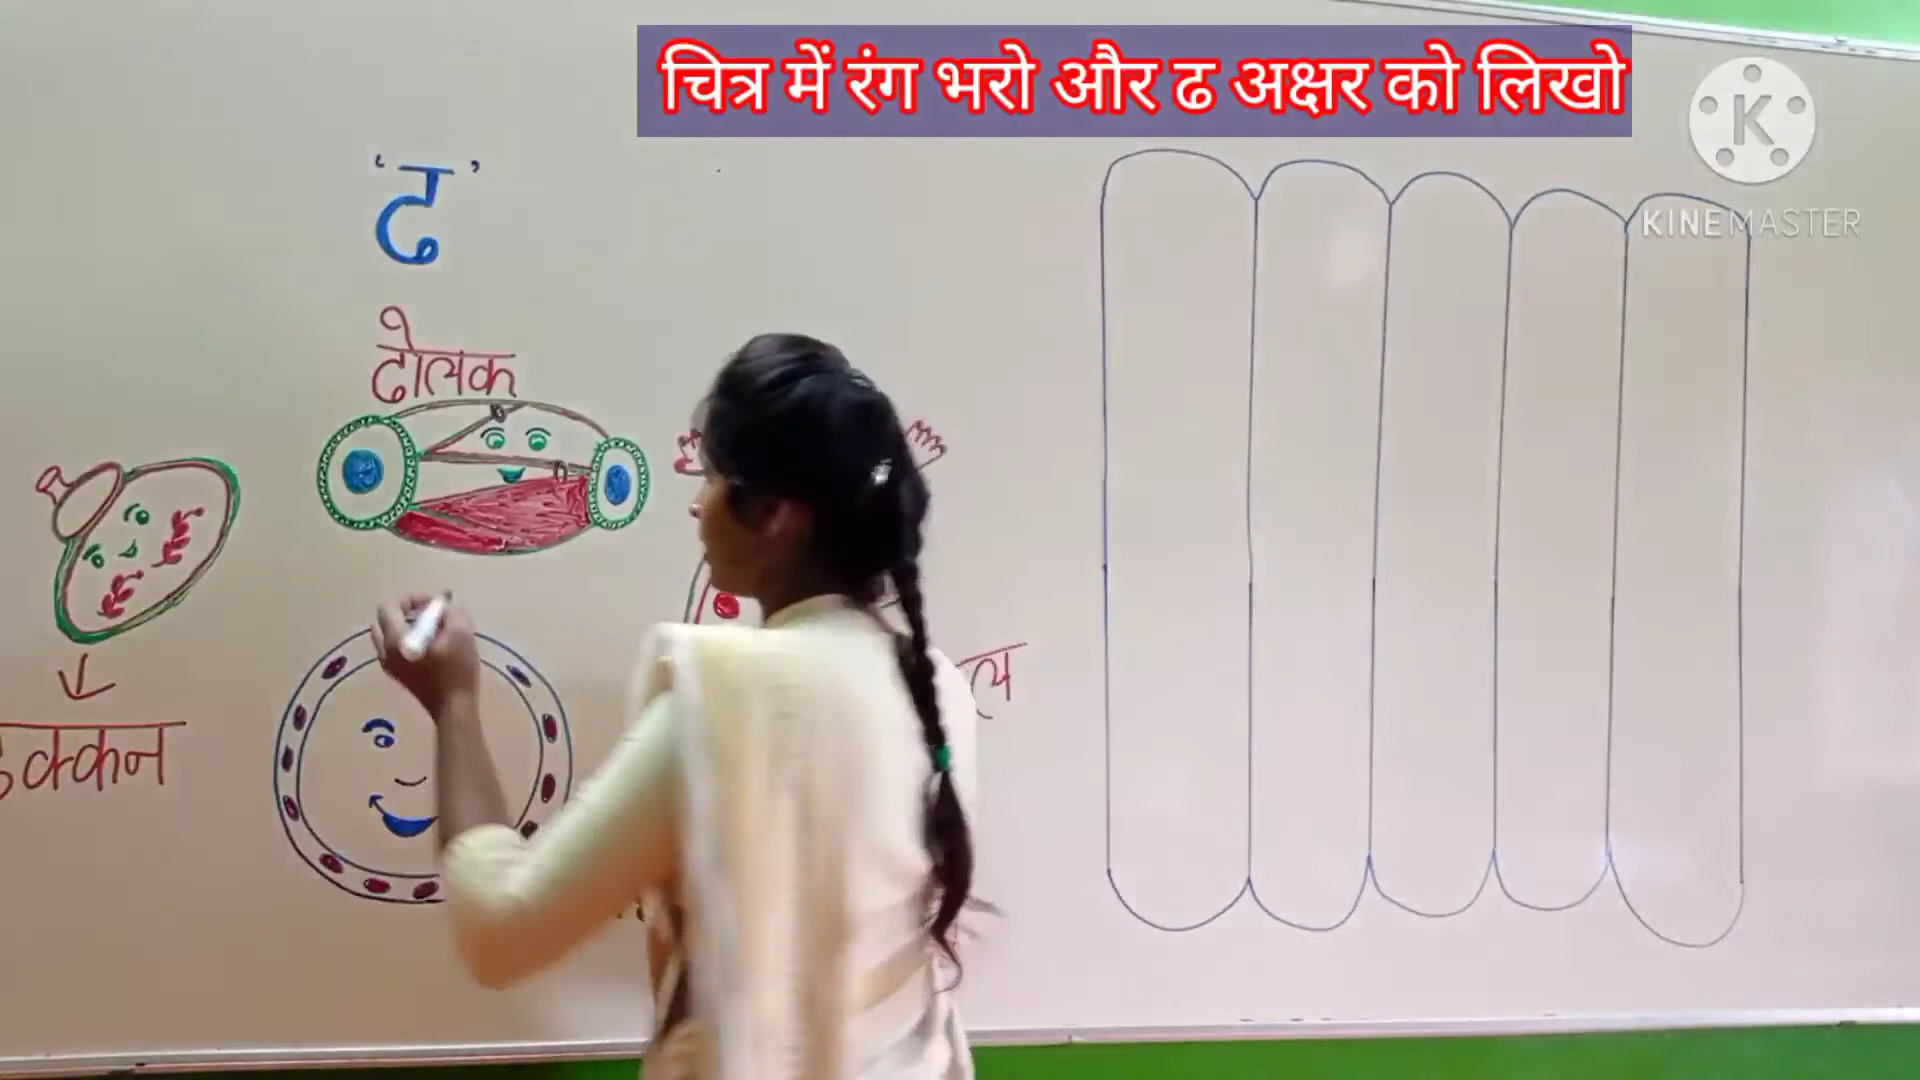 चित्र में रंग भरो और ढ अक्षर को लिखो
K
KINEMASTER
'ढ'
ढोलक
ढक्कन